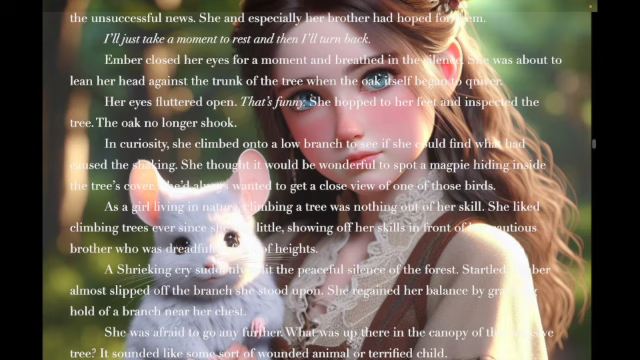 the unsuccessful news. She and especially her brother had hoped for them.
I'll just take a moment to rest and then I'll turn back.
Ember closed her eyes for a moment and breathed in the silence. She was about to
lean her head against the trunk of the tree when the oak itself began to quiver.
Her eyes fluttered open. That's funny. She hopped to her feet and inspected the
tree. The oak no longer shook.
In curiosity, she climbed onto a low branch to see if she could find what had
caused the shaking. She thought it would be wonderful to spot a magpie hiding inside
the tree's cover. She'd always wanted to get a close view of one of those birds.
As a girl living in nature, climbing a tree was nothing out of her skill. She liked
climbing trees ever since she was little, showing off her skills in front of her cautious
brother who was dreadfully afraid of heights.
A Shrieking cry suddenly split the peaceful silence of the forest. Startled, Ember
almost slipped off the branch she stood upon. She regained her balance by grabbing
hold of a branch near her chest.
She was afraid to go any further. What was up there in the canopy of the massive
tree? It sounded like some sort of wounded animal or terrified child.